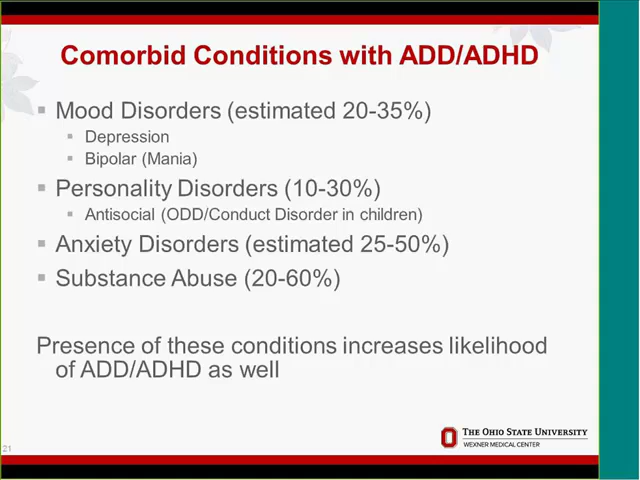 Comorbid Conditions with ADD/ADHD
Mood Disorders (estimated 20-35%)
Depression
Bipolar (Mania)
Personality Disorders (10-30%)
Antisocial (ODD/Conduct Disorder in children)
Anxiety Disorders (estimated 25-50%)
Substance Abuse (20-60%)
Presence of these conditions increases likelihood
of ADD/ADHD as well
THE OHIO STATE UNIVERSITY
WEXNER MEDICAL CENTER
21